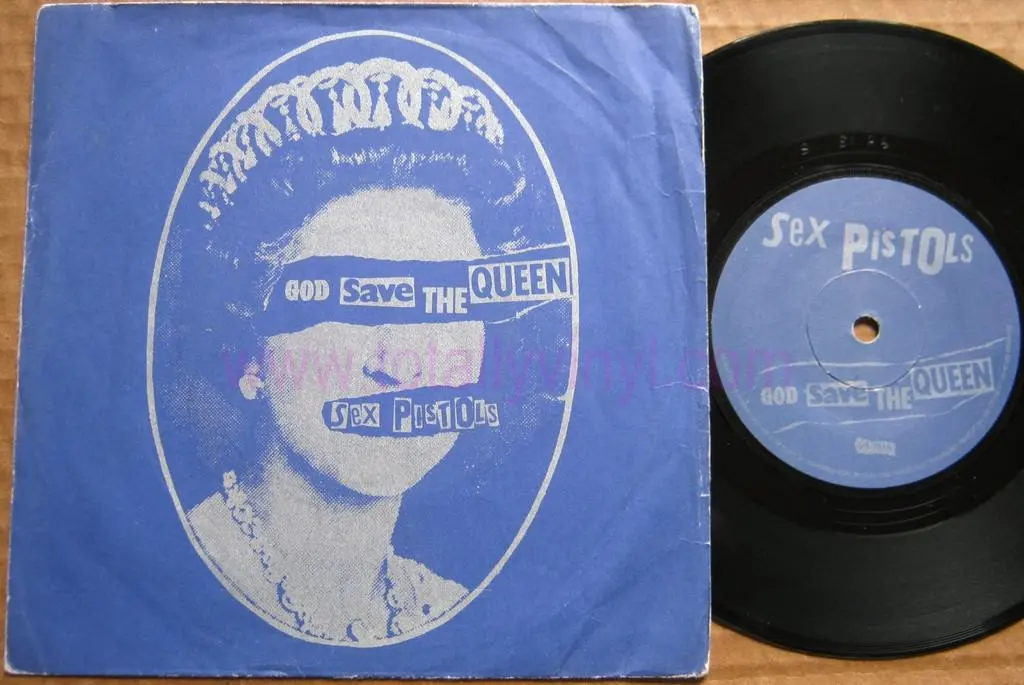 GOD Save THE QUEEN
Sex PisTOls
Sex PisTOLs
GOD Save THE QUEEN
www.totallyvinyl.com